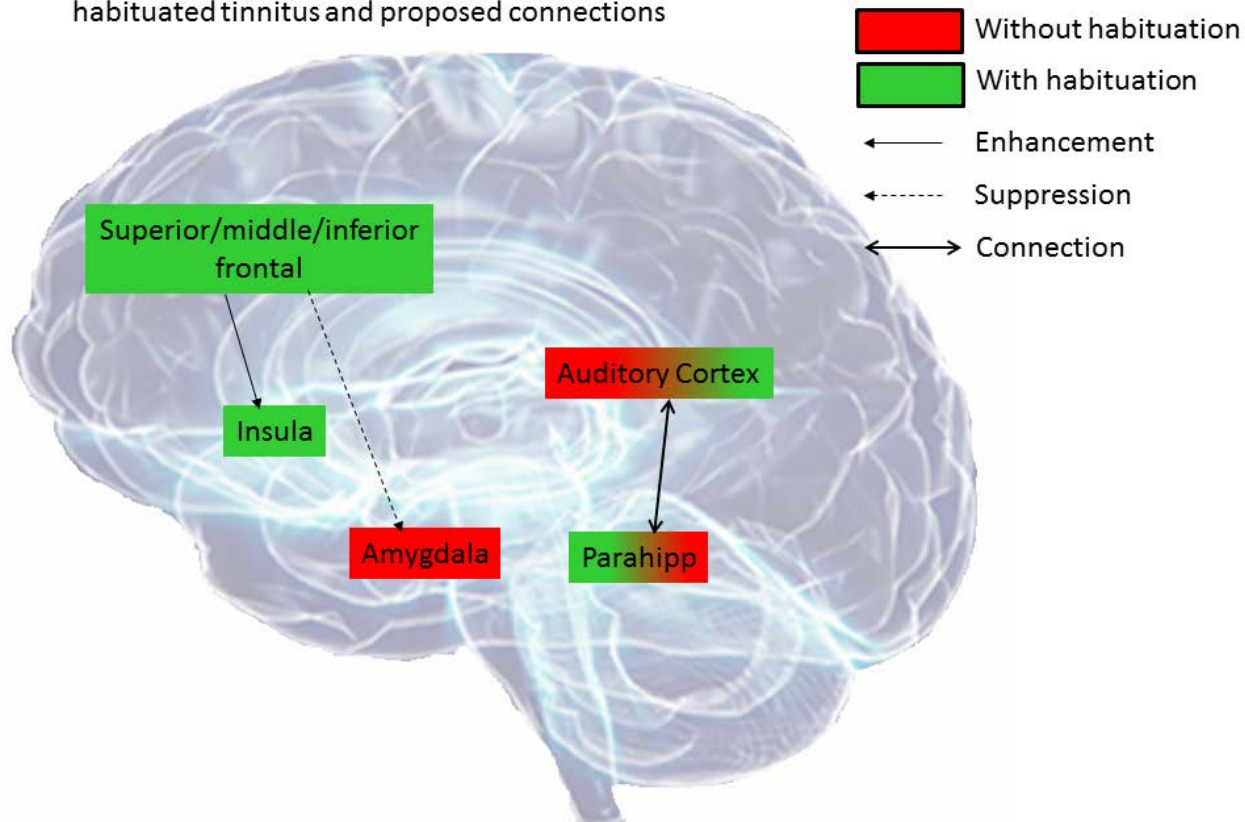 habituated tinnitus and proposed connections
Without habituation
With habituation
Enhancement
Suppression
Connection
Superior/middle/inferior
frontal
Auditory Cortex
Insula
Amygdala
Parahipp